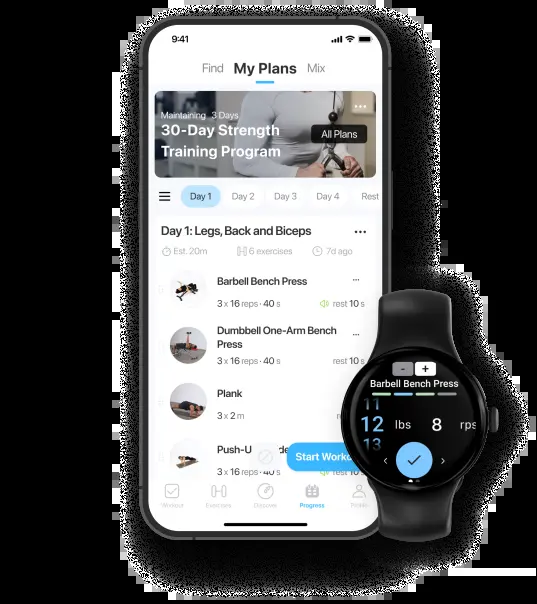 9:41
Find My Plans Mix
Maintaining 3 Days
30-Day Strength
Training Program
All Plans
Day 1 Day 2 Day 3 Day 4 Rest
Day 1: Legs, Back and Biceps
Est. 20m 6 exercises 7d ago
Barbell Bench Press
3 x 16 reps · 40 s rest 10 s
Dumbbell One-Arm Bench
Press
3 x 16 reps · 40 s rest 10
Plank
3 x 2 m
Push-U
Start Worko
3 x 16 reps · 40 s rest 10 s
Workout Exercises Discover Progress Profile
- +
Barbell Bench Press
11
12 lbs 8 rps
13